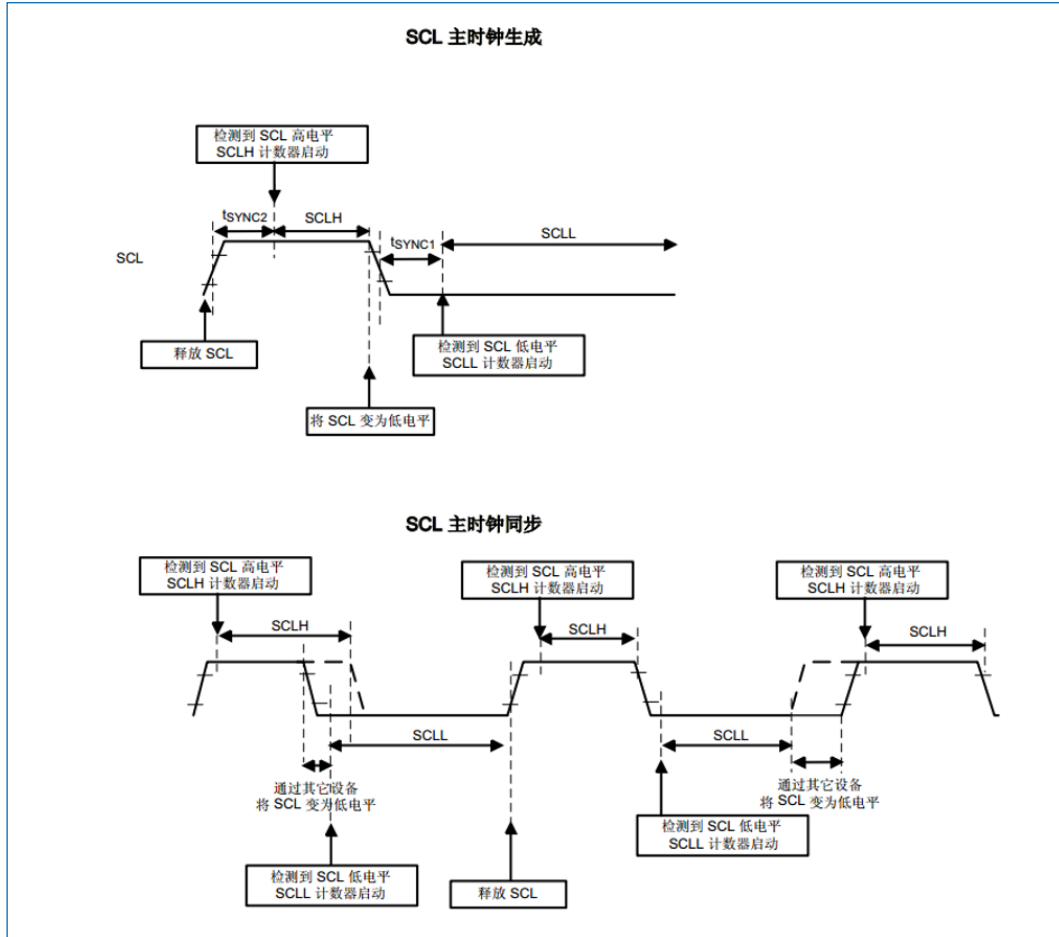 SCL 主时钟生成
检测到 SCL 高电平
SCLH 计数器启动
tSYNC2
SCLH
SCL
tSYNC1
SCLL
释放 SCL
检测到 SCL 低电平
SCLL 计数器启动
将 SCL 变为低电平
SCL 主时钟同步
检测到 SCL 高电平
SCLH 计数器启动
检测到 SCL 高电平
SCLH 计数器启动
检测到 SCL 高电平
SCLH 计数器启动
SCLH
SCLH
SCLH
SCLL
SCLL
通过其它设备
将 SCL 变为低电平
通过其它设备
将 SCL 变为低电平
检测到 SCL 低电平
SCLL 计数器启动
释放 SCL
检测到 SCL 低电平
SCLL 计数器启动